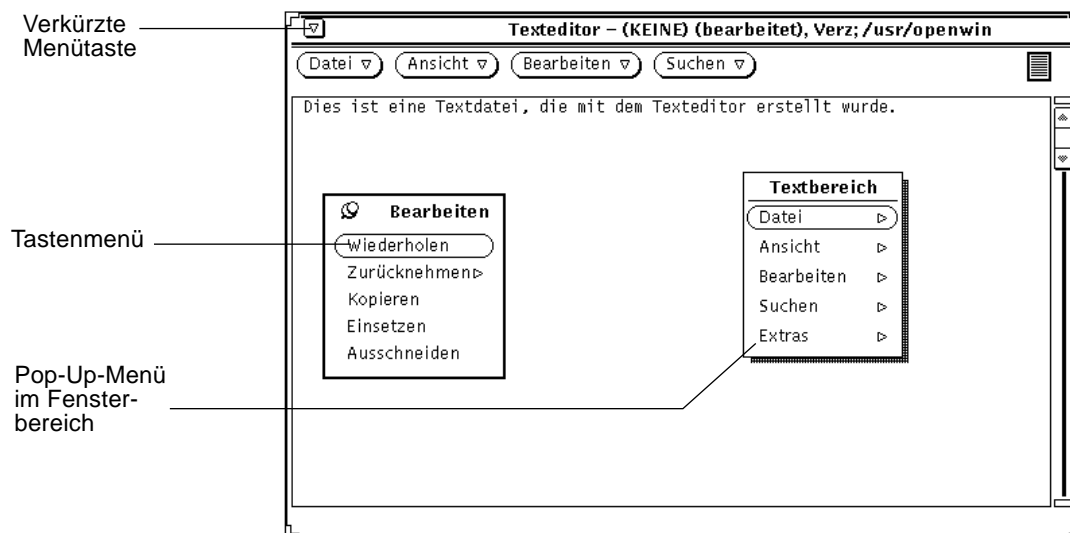 Verkürzte
Menütaste
Texteditor – (KEINE) (bearbeitet), Verz; /usr/openwin
Datei Ansicht Bearbeiten Suchen
Dies ist eine Textdatei, die mit dem Texteditor erstellt wurde.
Tastenmenü
Bearbeiten
Wiederholen
Zurücknehmen
Kopieren
Einsetzen
Ausschneiden
Textbereich
Datei
Ansicht
Bearbeiten
Suchen
Extras
Pop-Up-Menü
im Fenster-
bereich